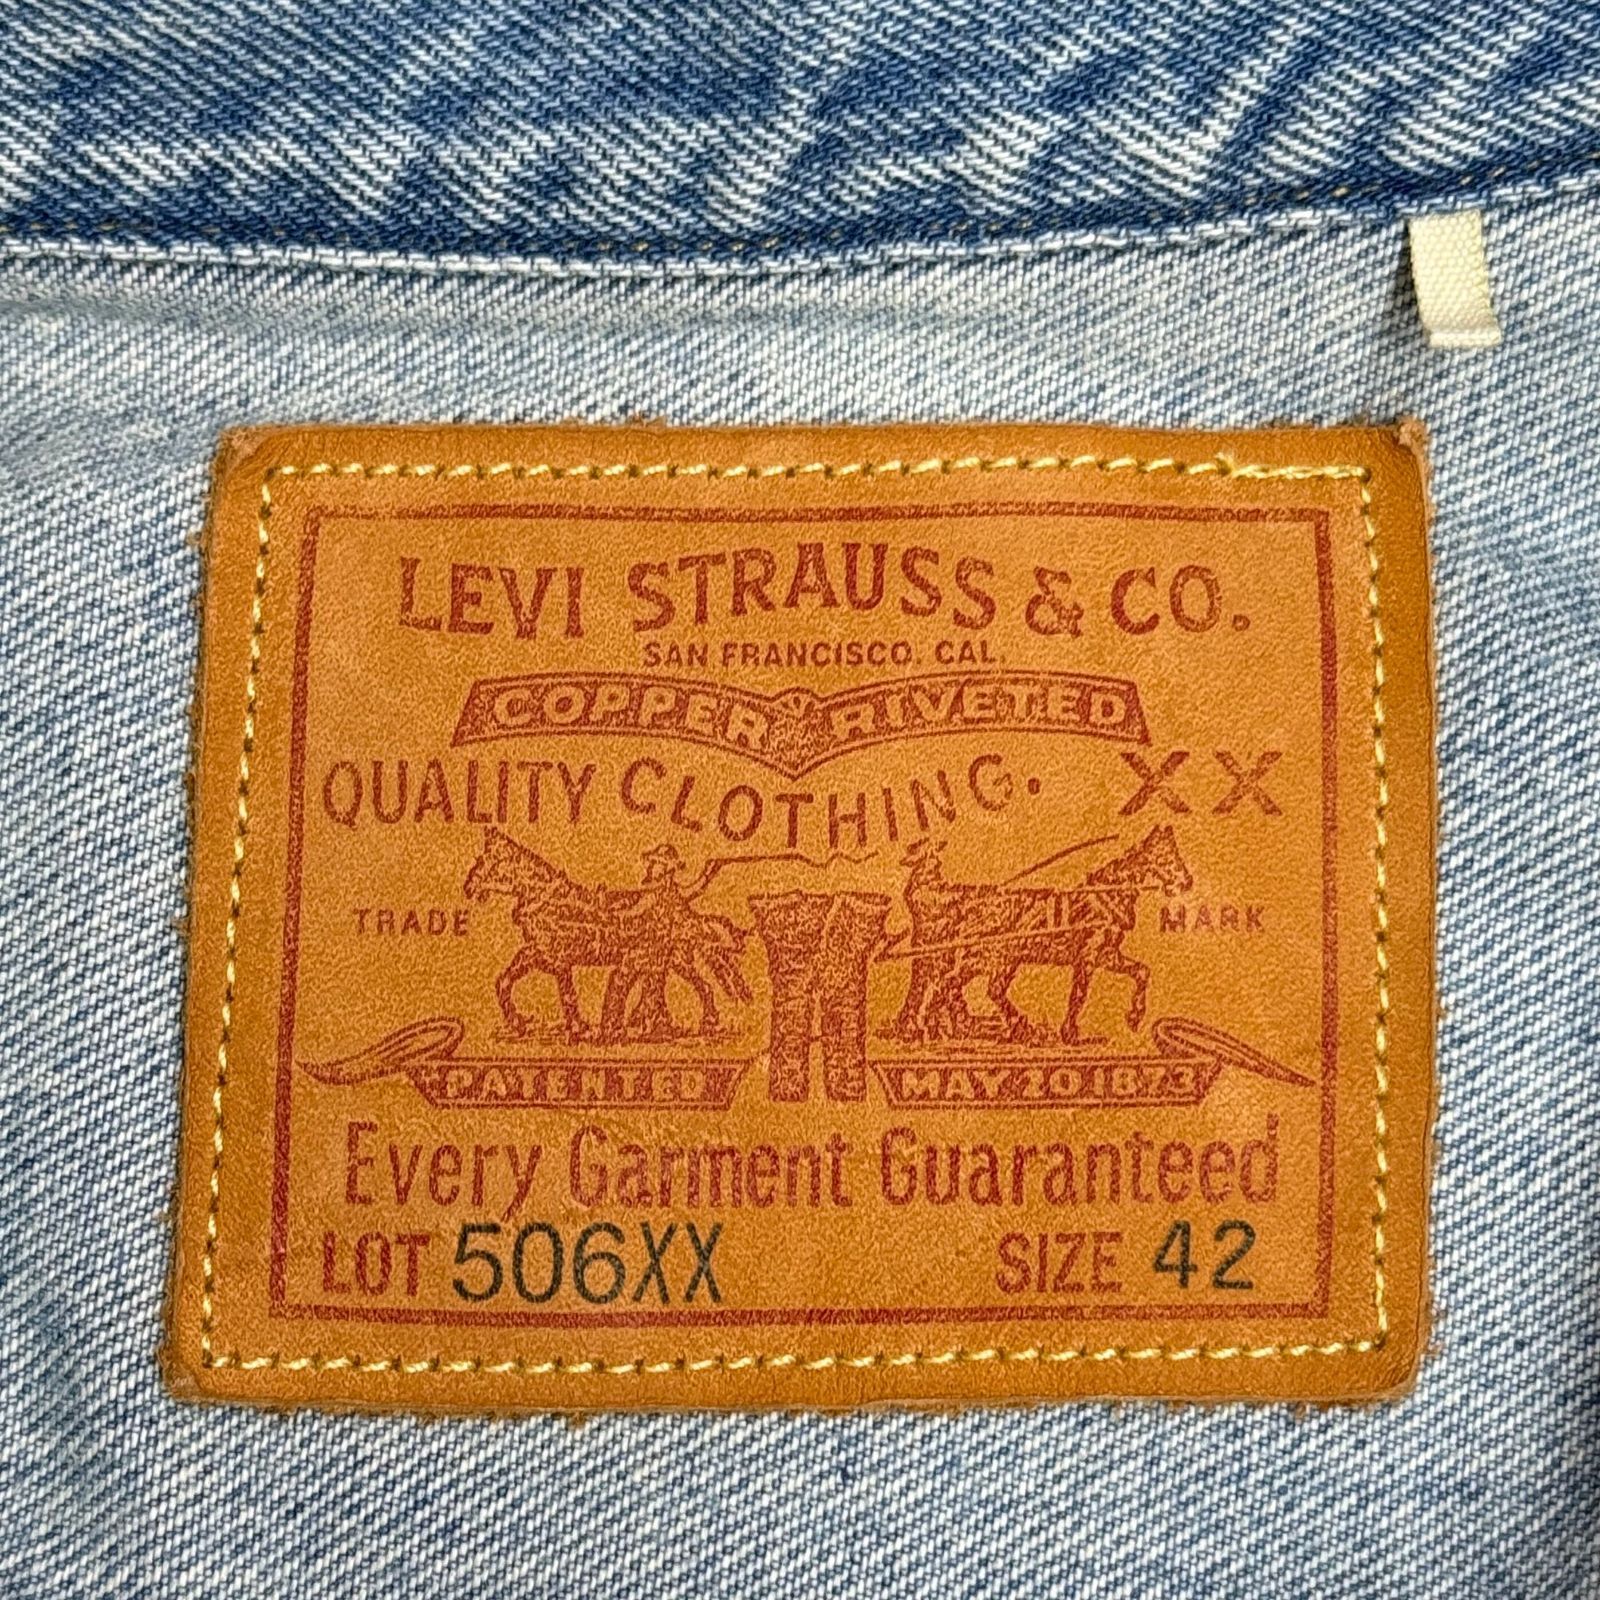 LEVI STRAUSS & CO.
SAN FRANCISCO. CAL.
COPPER RIVETED
QUALITY CLOTHING. XX
TRADE MARK
PATENTED MAY 20 1873
Every Garment Guaranteed
LOT 506XX SIZE 42